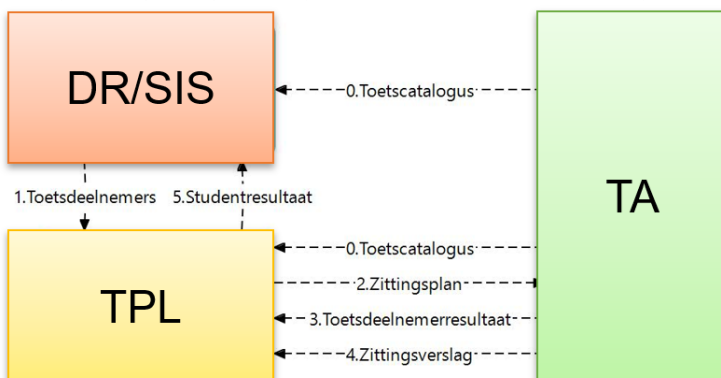 DR/SIS
0.Toetscatalogus
TA
1.Toetsdeelnemers
5.Studentresultaat
TPL
0.Toetscatalogus
2.Zittingsplan
3.Toetsdeelnemerresultaat
4.Zittingsverslag